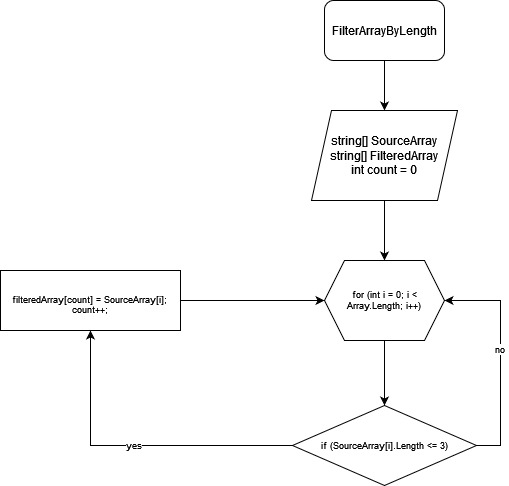 FilterArrayByLength
string[] SourceArray
string[] FilteredArray
int count = 0
for (int i = 0; i <
Array.Length; i++)
filteredArray[count] = SourceArray[i];
count++;
no
if (SourceArray[i].Length <= 3)
yes